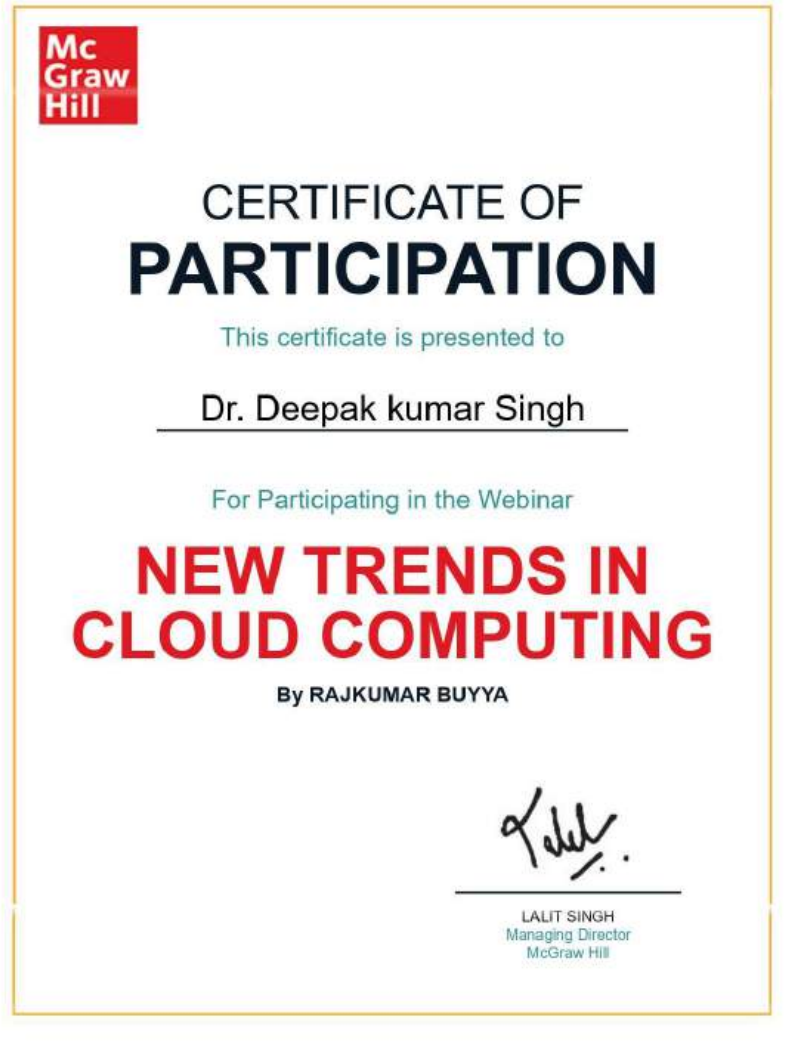 Mc
Graw
Hill
CERTIFICATE OF
PARTICIPATION
This certificate is presented to
Dr. Deepak kumar Singh
For Participating in the Webinar
NEW TRENDS IN
CLOUD COMPUTING
By RAJKUMAR BUYYA
LALIT SINGH
Managing Director
McGraw Hill